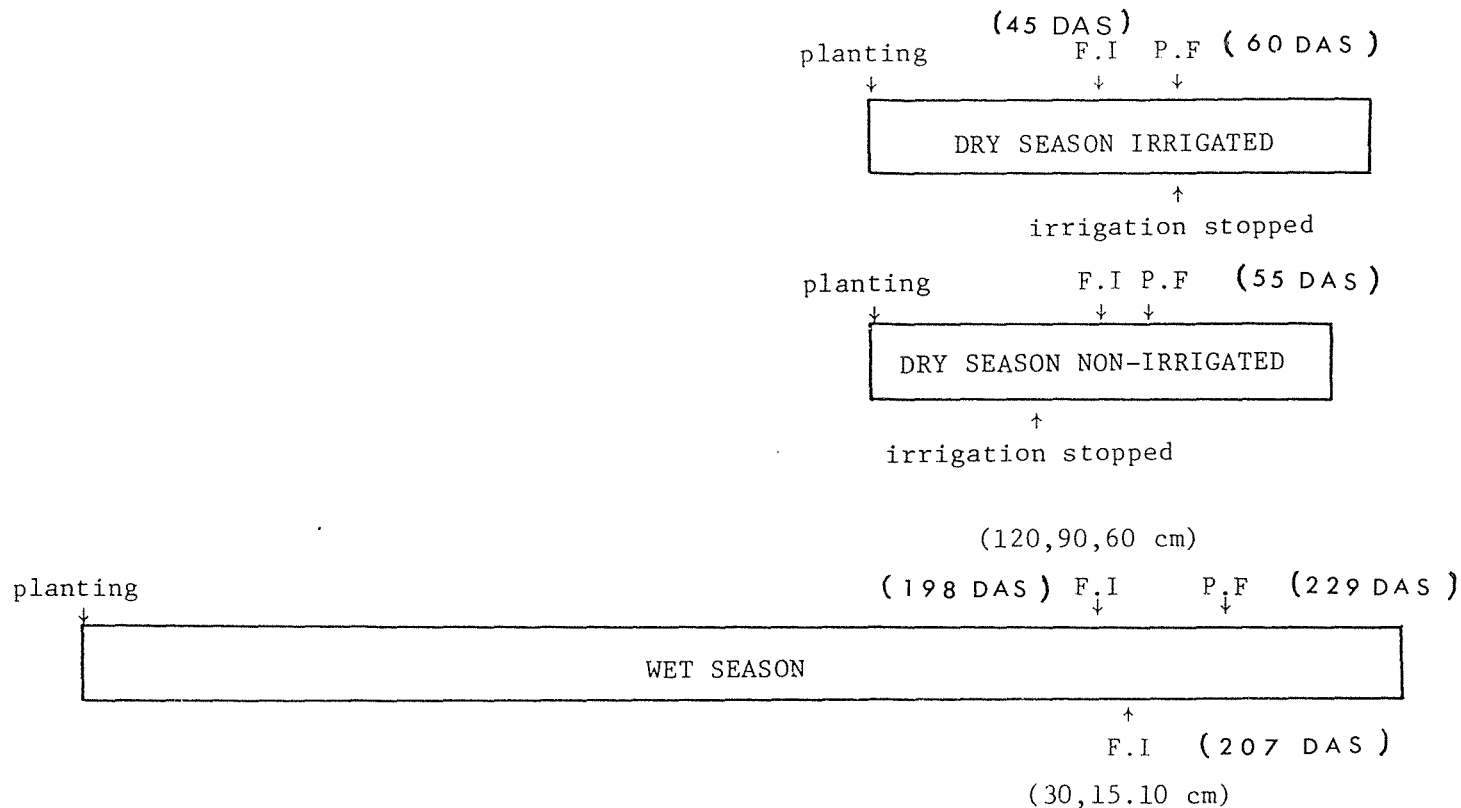 (45 DAS)
planting F.I P.F (60 DAS)
DRY SEASON IRRIGATED
irrigation stopped
planting F.I P.F (55 DAS)
DRY SEASON NON-IRRIGATED
irrigation stopped
(120,90,60 cm)
planting (198 DAS) F.I P.F (229 DAS)
WET SEASON
F.I (207 DAS)
(30,15.10 cm)